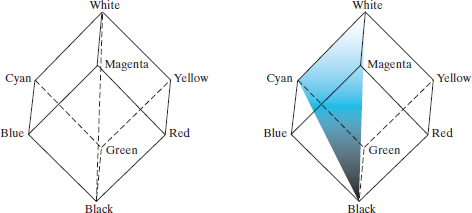 White
Magenta
Cyan
Yellow
Blue
Red
Green
Black
White
Magenta
Cyan
Yellow
Blue
Red
Green
Black